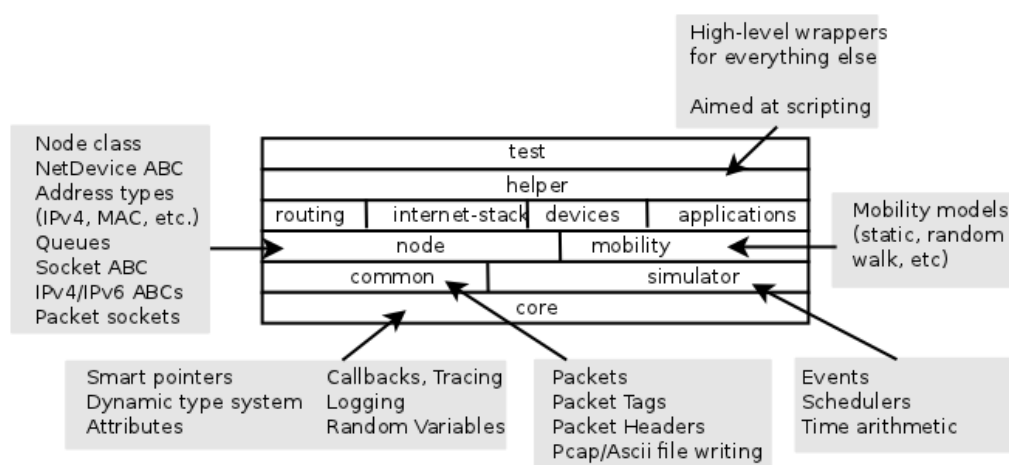 High-level wrappers
for everything else
Aimed at scripting
Node class
NetDevice ABC
Address types
(IPv4, MAC, etc.)
Queues
Socket ABC
IPv4/IPv6 ABCs
Packet sockets
test
helper
routing internet-stack devices applications
node mobility
common simulator
core
Mobility models
(static, random
walk, etc)
Smart pointers
Dynamic type system
Attributes
Callbacks, Tracing
Logging
Random Variables
Packets
Packet Tags
Packet Headers
Pcap/Ascii file writing
Events
Schedulers
Time arithmetic